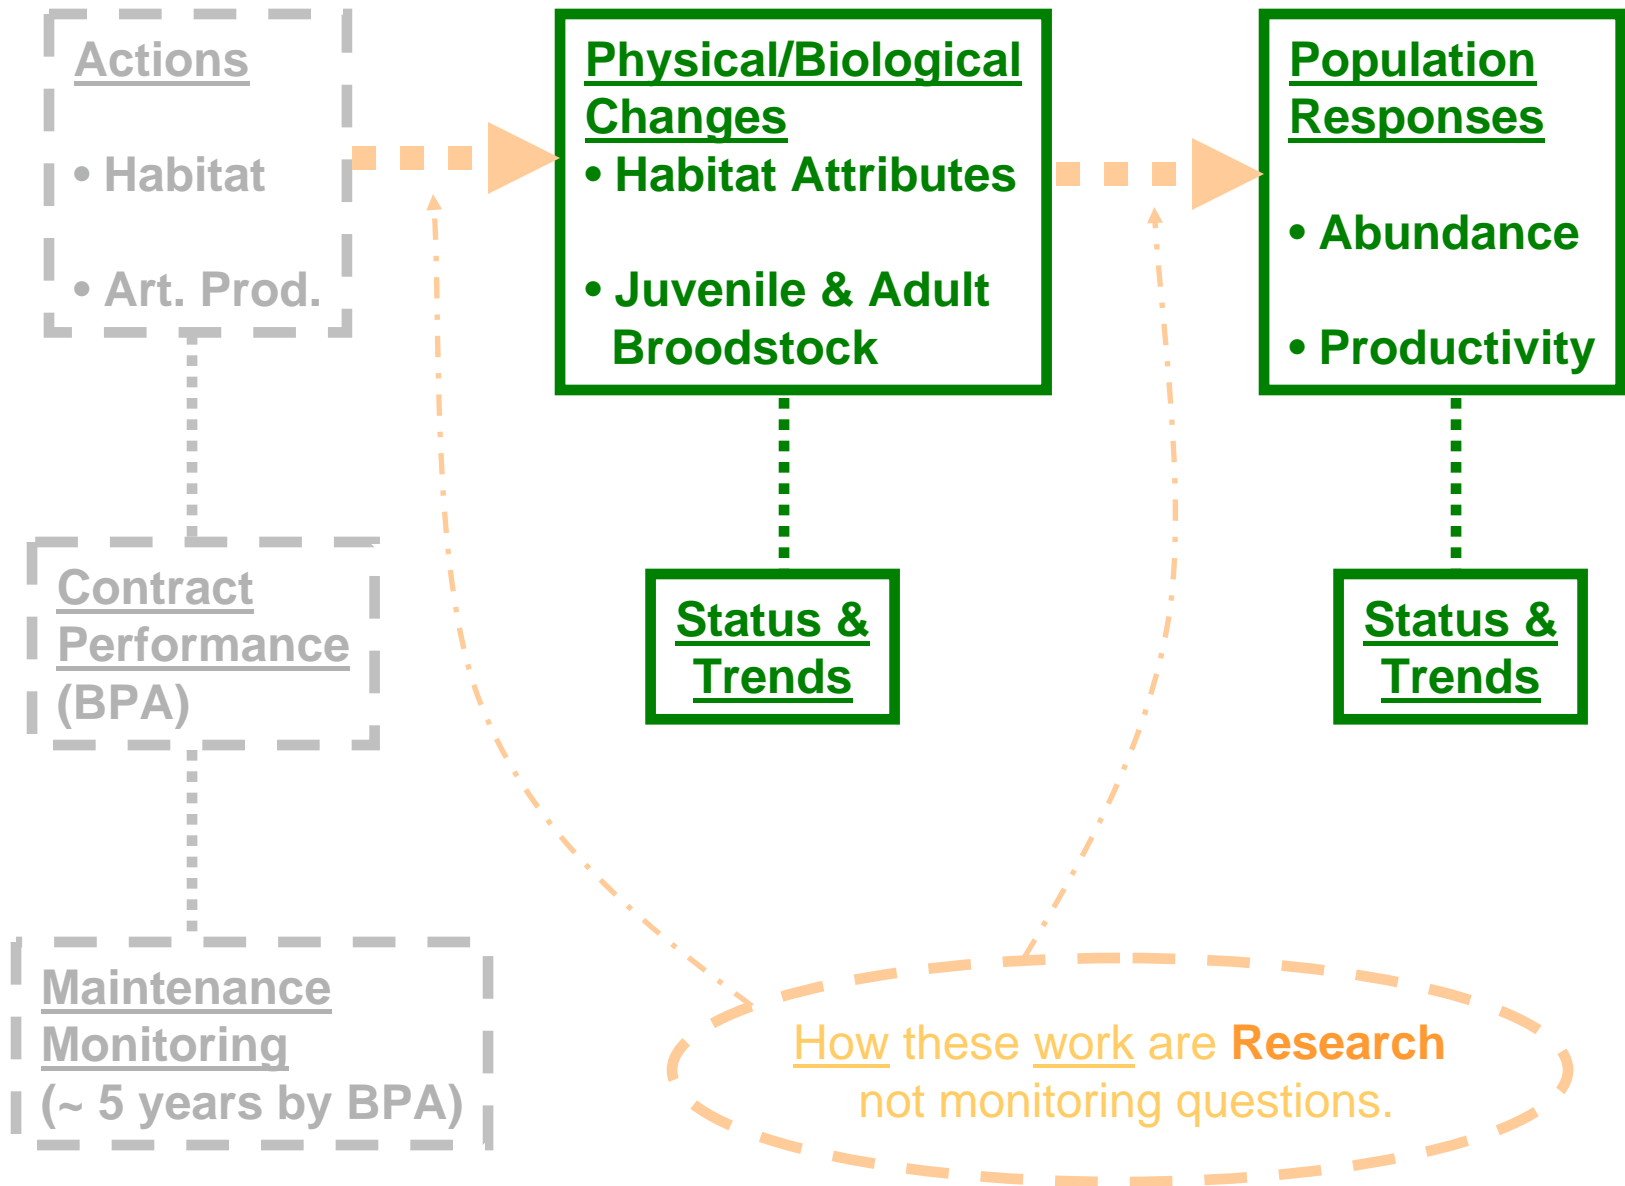 Actions
• Habitat
• Art. Prod.
Physical/Biological
Changes
• Habitat Attributes
• Juvenile & Adult
Broodstock
Population
Responses
• Abundance
• Productivity
Contract
Performance
(BPA)
Status &
Trends
Status &
Trends
Maintenance
Monitoring
(~ 5 years by BPA)
How these work are Research
not monitoring questions.